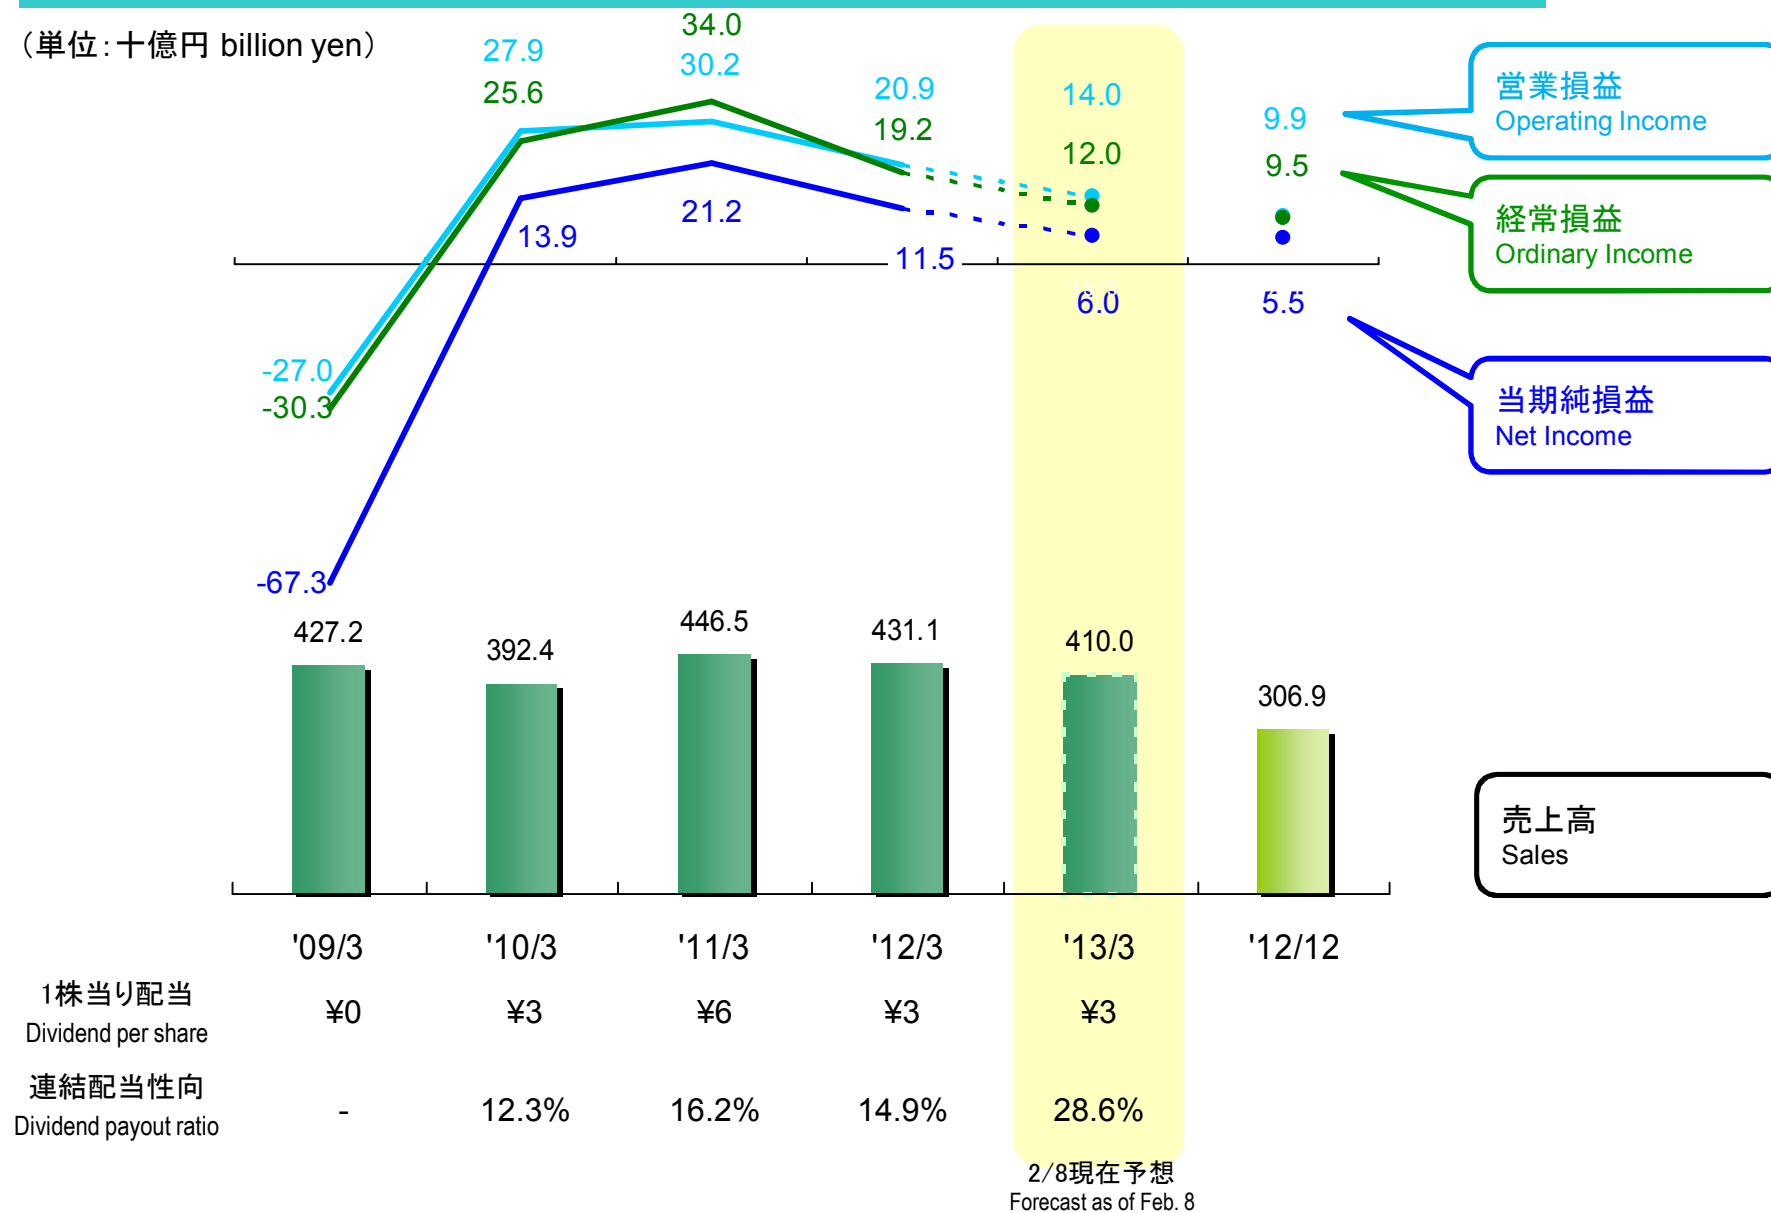 （単位：十億円 billion yen）
34.0
27.9
30.2
25.6
20.9
14.0
9.9
19.2
12.0
9.5
21.2
13.9
11.5
6.0
5.5
-27.0
-30.3
-67.3
営業損益
Operating Income
経常損益
Ordinary Income
当期純損益
Net Income
427.2
392.4
446.5
431.1
410.0
306.9
売上高
Sales
'09/3 '10/3 '11/3 '12/3 '13/3 '12/12
1株当り配当
Dividend per share
¥0 ¥3 ¥6 ¥3 ¥3
連結配当性向
Dividend payout ratio
- 12.3% 16.2% 14.9% 28.6%
2/8現在予想
Forecast as of Feb. 8